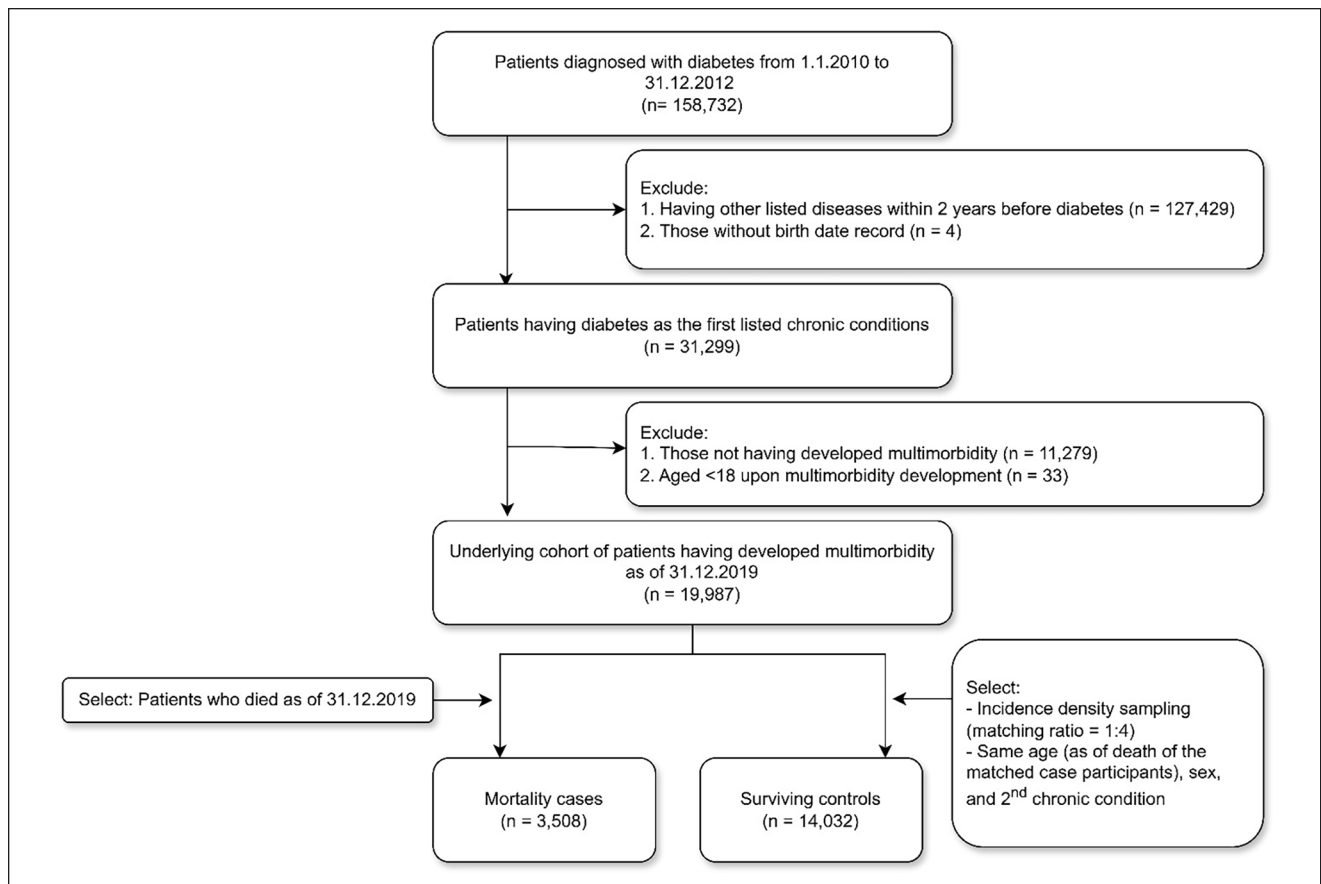 Patients diagnosed with diabetes from 1.1.2010 to
31.12.2012
(n= 158,732)
Exclude:
1. Having other listed diseases within 2 years before diabetes (n = 127,429)
2. Those without birth date record (n = 4)
Patients having diabetes as the first listed chronic conditions
(n = 31,299)
Exclude:
1. Those not having developed multimorbidity (n = 11,279)
2. Aged <18 upon multimorbidity development (n = 33)
Underlying cohort of patients having developed multimorbidity
as of 31.12.2019
(n = 19,987)
Select: Patients who died as of 31.12.2019
Select:
- Incidence density sampling
(matching ratio = 1:4)
- Same age (as of death of the
matched case participants), sex,
and 2nd chronic condition
Mortality cases
(n = 3,508)
Surviving controls
(n = 14,032)